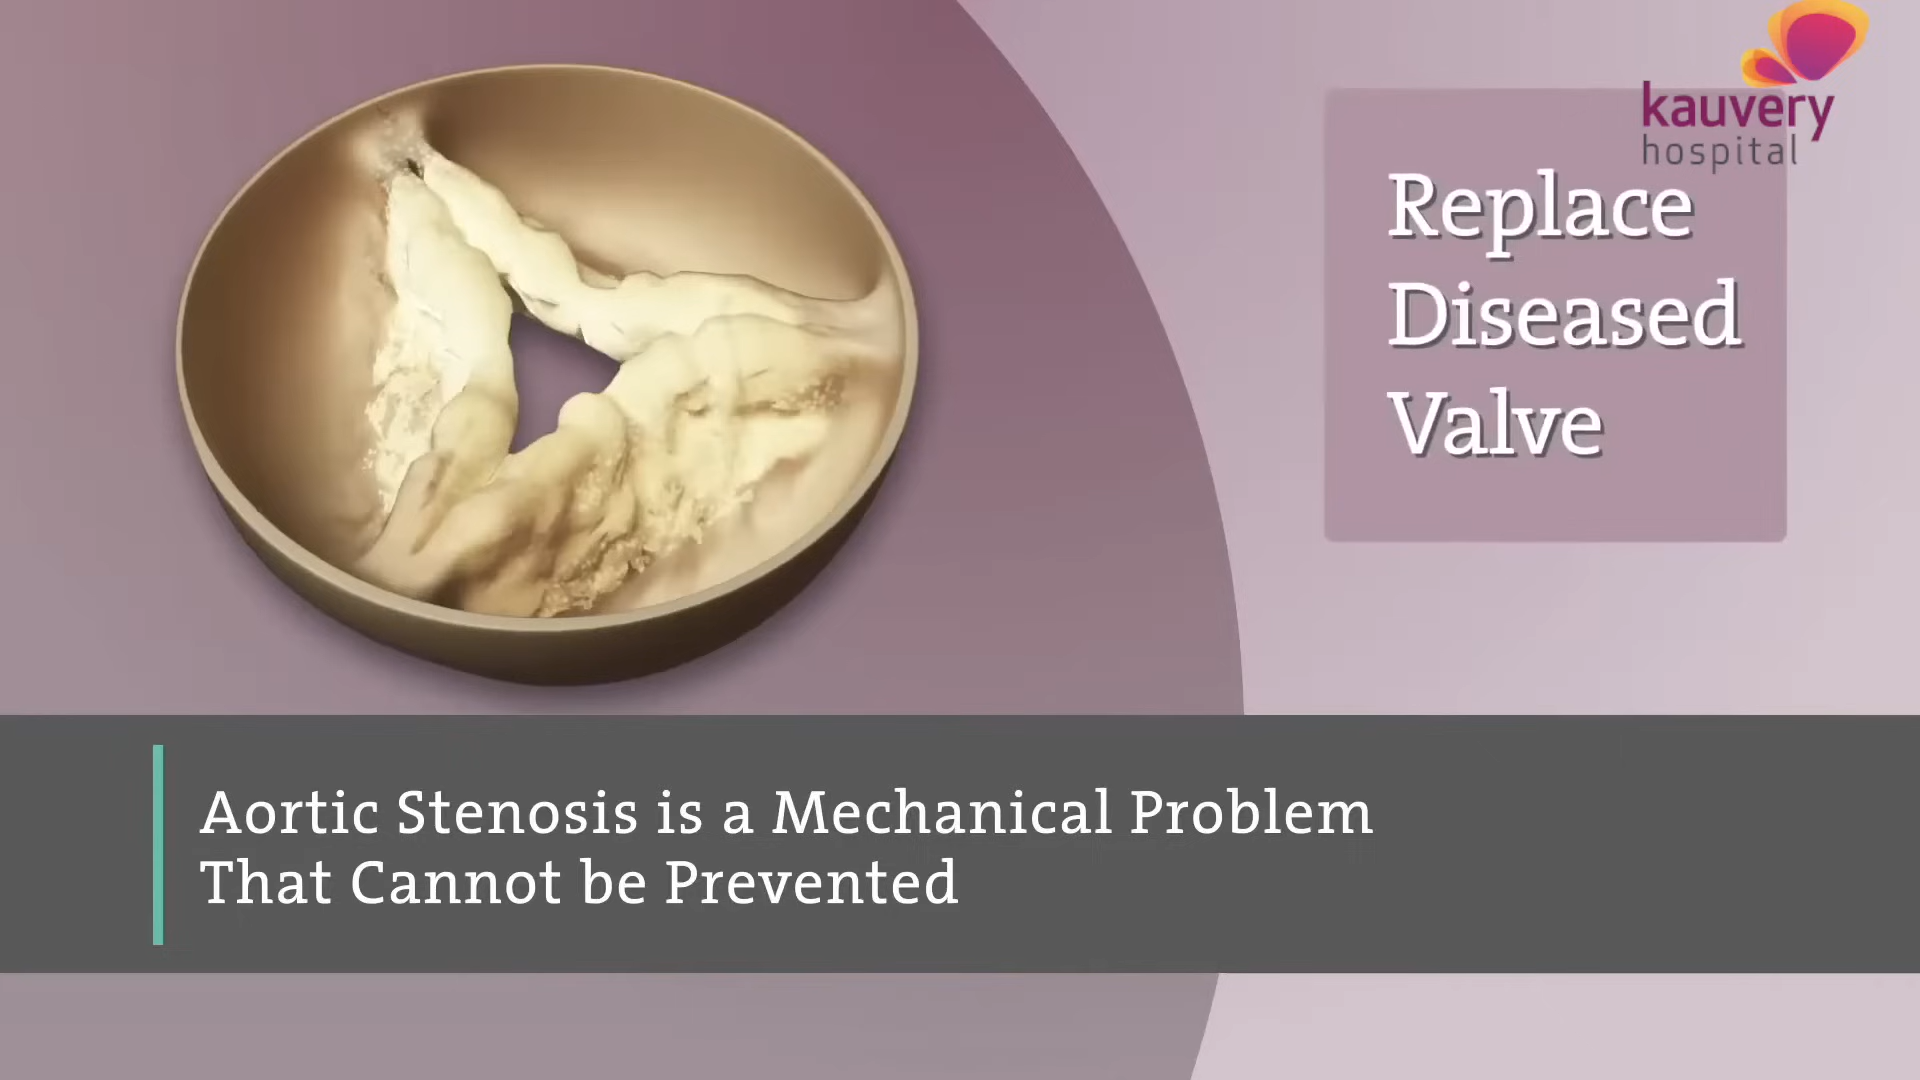 kauvery
hospital
Replace
Diseased
Valve
Aortic Stenosis is a Mechanical Problem
That Cannot be Prevented